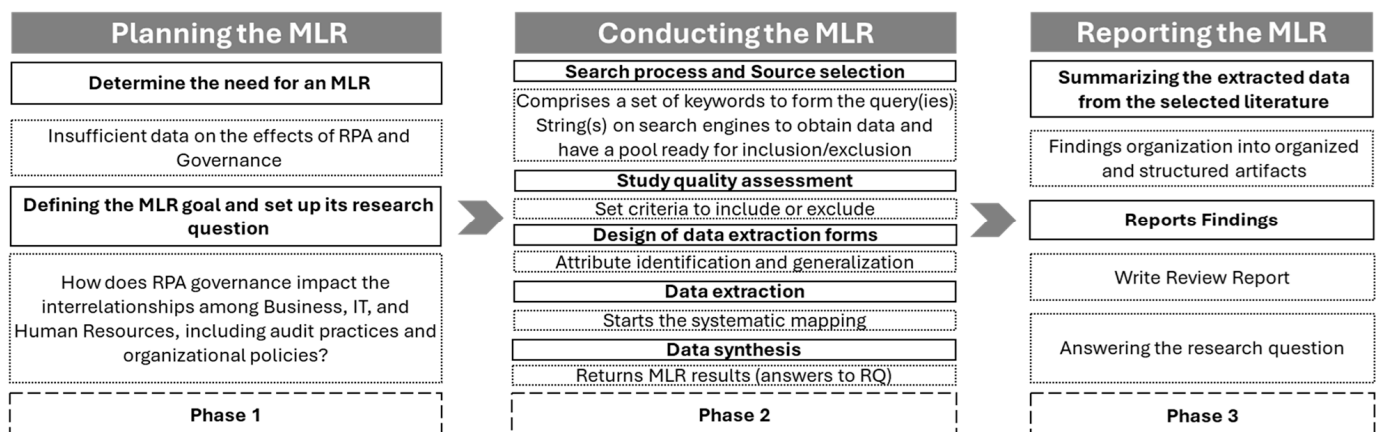 Planning the MLR
Determine the need for an MLR
Insufficient data on the effects of RPA and
Governance
Defining the MLR goal and set up its research
question
How does RPA governance impact the
interrelationships among Business, IT, and
Human Resources, including audit practices and
organizational policies?
Phase 1
Conducting the MLR
Search process and Source selection
Comprises a set of keywords to form the query(ies)
String(s) on search engines to obtain data and
have a pool ready for inclusion/exclusion
Study quality assessment
Set criteria to include or exclude
Design of data extraction forms
Attribute identification and generalization
Data extraction
Starts the systematic mapping
Data synthesis
Returns MLR results (answers to RQ)
Phase 2
Reporting the MLR
Summarizing the extracted data
from the selected literature
Findings organization into organized
and structured artifacts
Reports Findings
Write Review Report
Answering the research question
Phase 3